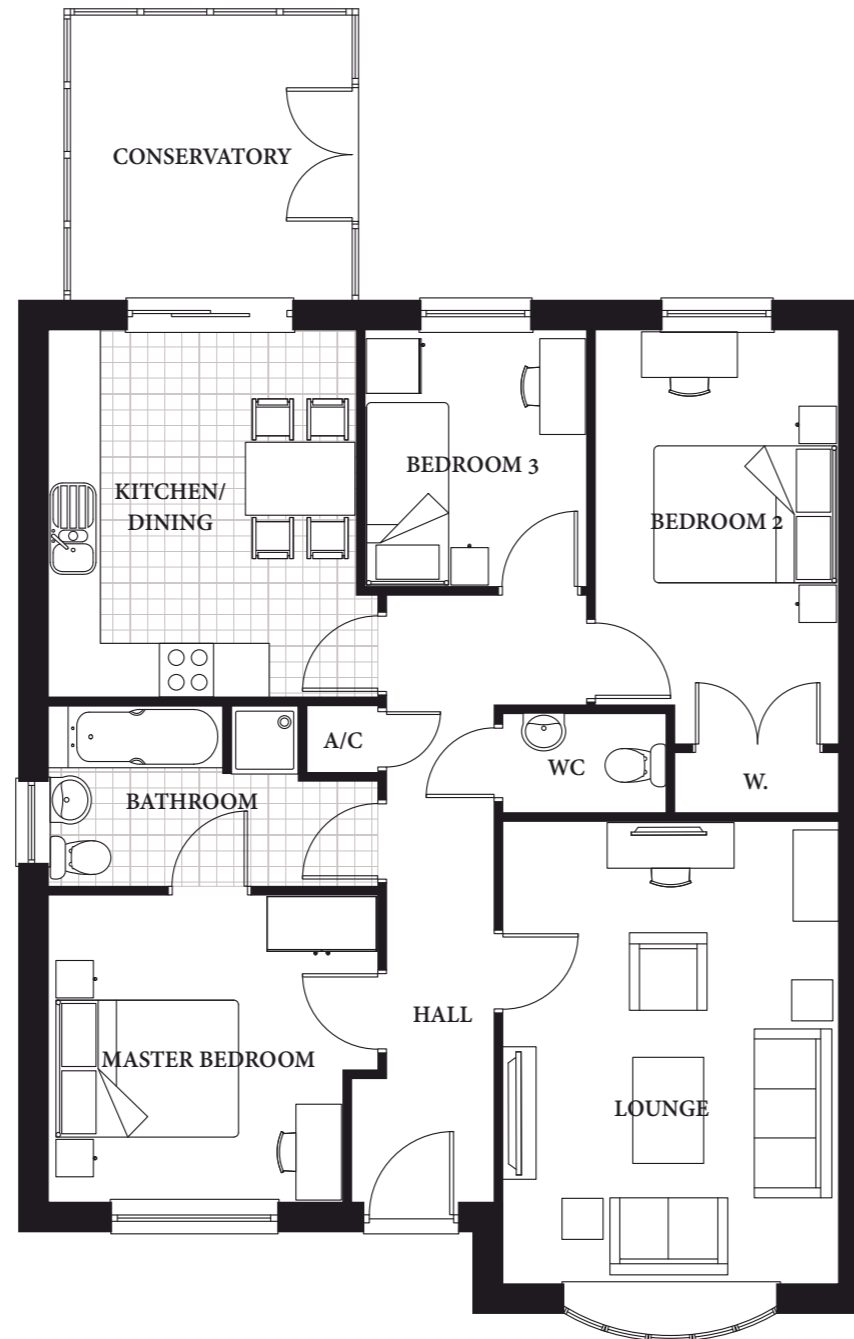 CONSERVATORY
KITCHEN/
DINING
BEDROOM 3
BEDROOM 2
A/C
WC
W.
BATHROOM
HALL
MASTER BEDROOM
LOUNGE